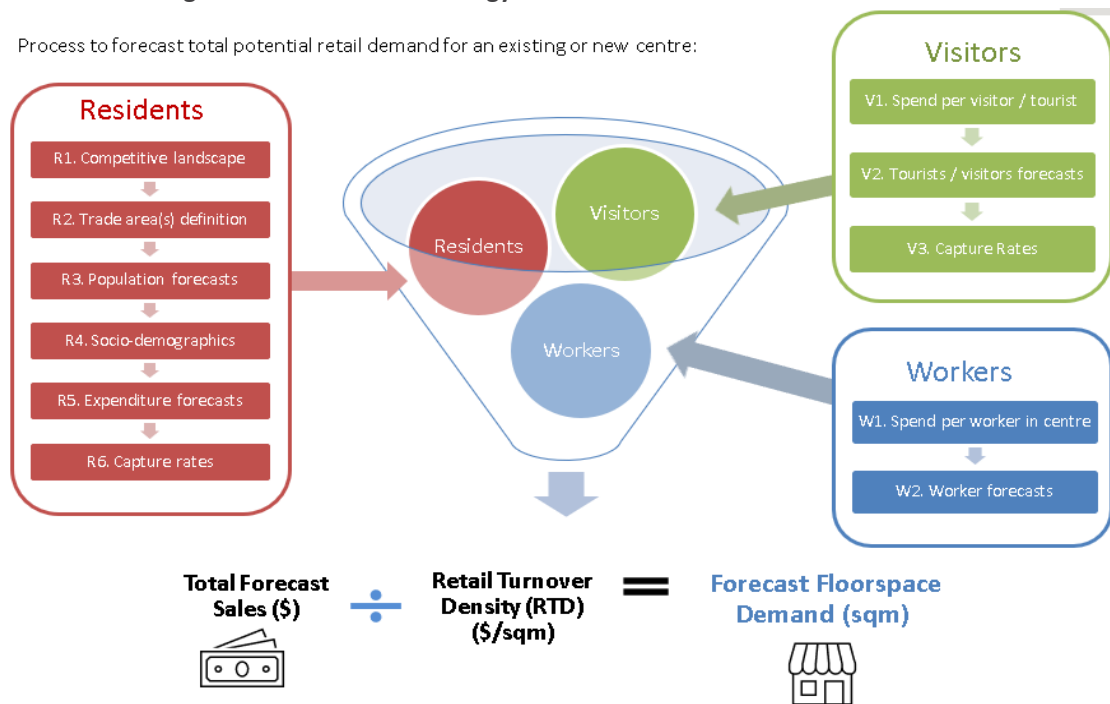 Process to forecast total potential retail demand for an existing or new centre:
Residents
R1. Competitive landscape
R2. Trade area(s) definition
R3. Population forecasts
R4. Socio-demographics
R5. Expenditure forecasts
R6. Capture rates
Residents
Visitors
Workers
Visitors
V1. Spend per visitor / tourist
V2. Tourists / visitors forecasts
V3. Capture Rates
Workers
W1. Spend per worker in centre
W2. Worker forecasts
Total Forecast
Sales ($)
÷
Retail Turnover
Density (RTD)
($/sqm)
=
Forecast Floorspace
Demand (sqm)